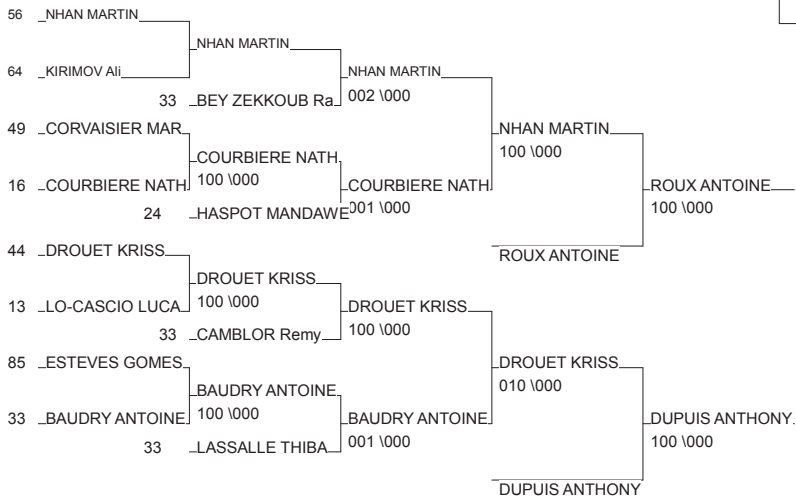 56 NHAN MARTIN
NHAN MARTIN
64 KIRIMOV Ali
NHAN MARTIN
33 BEY ZEKKOUB Ra
002 \000
49 CORVAISIER MAR
NHAN MARTIN
100 \000
COURBIERE NATH
100 \000
16 COURBIERE NATH
COURBIERE NATH
001 \000
ROUX ANTOINE
100 \000
24 HASPOT MANDAWE
44 DROUET KRISS
ROUX ANTOINE
DROUET KRISS
100 \000
13 LO-CASCIO LUCA
DROUET KRISS
100 \000
33 CAMBLOR Remy
85 ESTEVES GOMES
DROUET KRISS
010 \000
BAUDRY ANTOINE
100 \000
33 BAUDRY ANTOINE
BAUDRY ANTOINE
001 \000
DUPUIS ANTHONY
100 \000
33 LASSALLE THIBA
DUPUIS ANTHONY